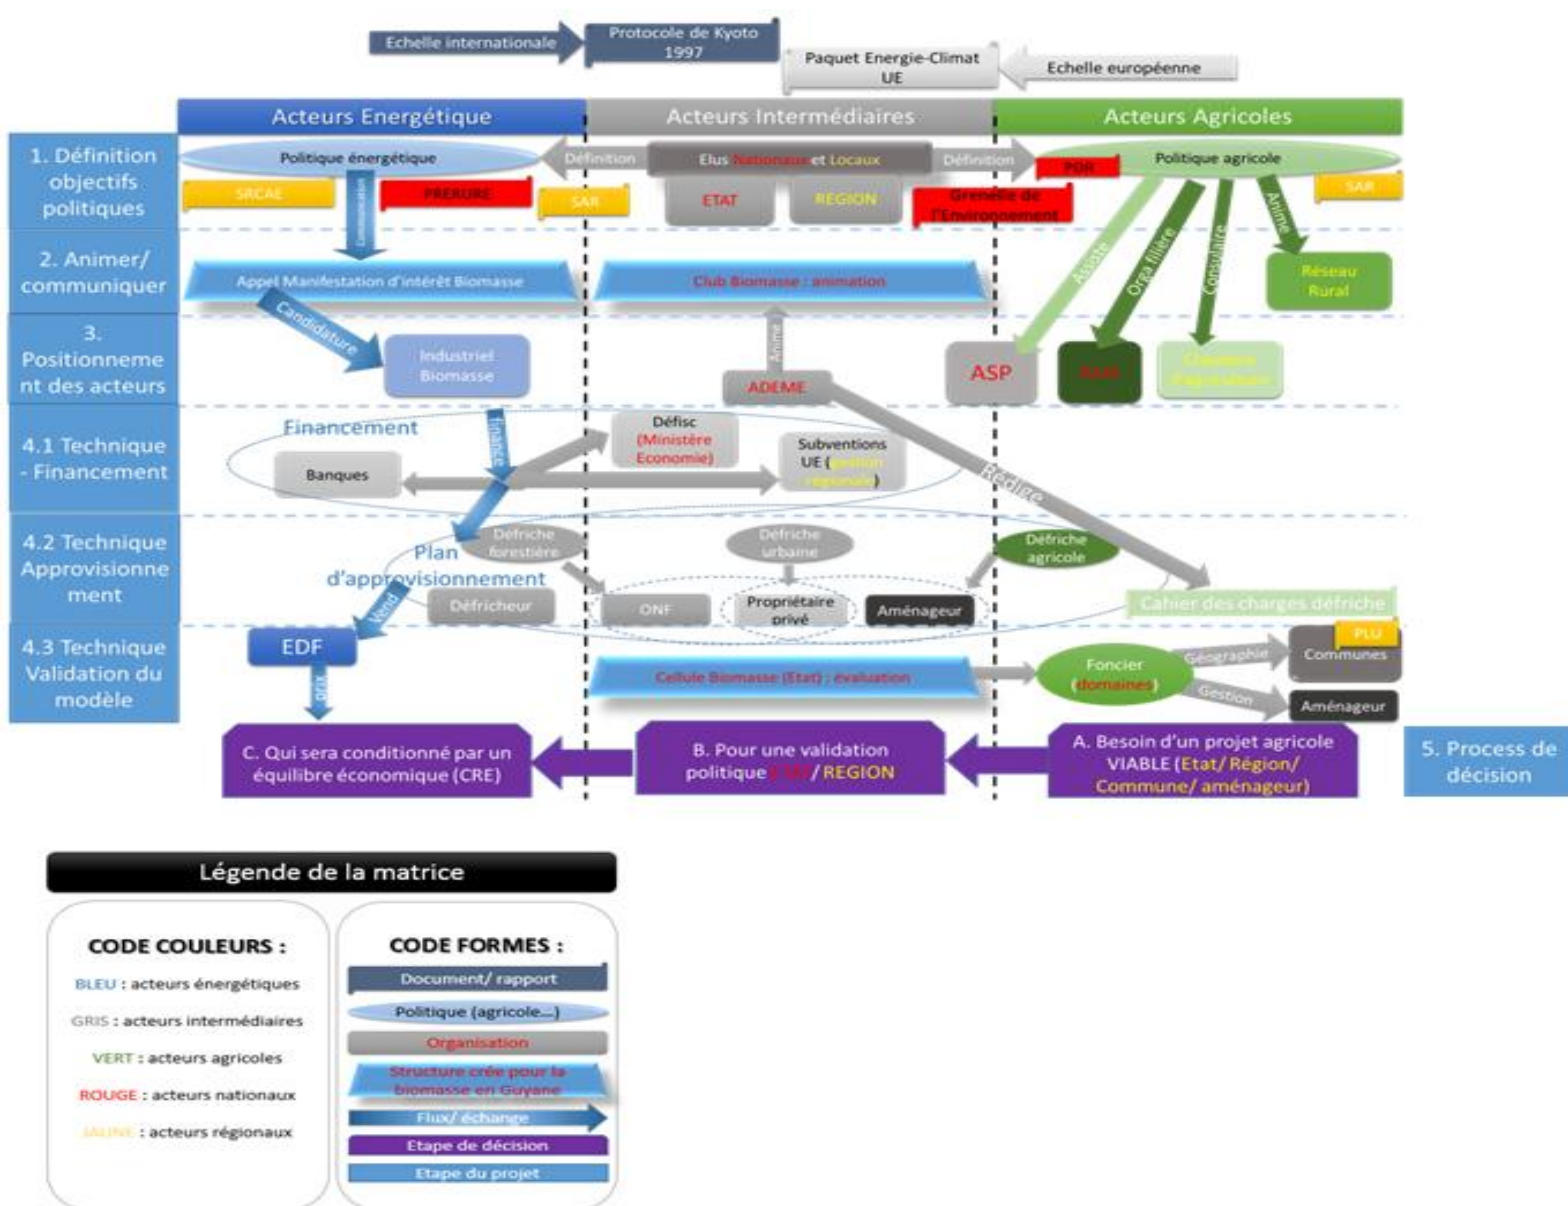 Echelle internationale
Protocole de Kyoto
1997
Paquet Energie-Climat
UE
Echelle européenne
Acteurs Energétique
Acteurs Intermédiaires
Acteurs Agricoles
1. Définition
objectifs
politiques
Politique énergétique
Définition
Elus Nationaux et Locaux
Définition
PDR
Politique agricole
SRCAE
PRERURE
SAR
ETAT
REGION
Grenelle de
l'Environnement
SAR
Communication
Assiste
Orga filière
Consulaire
Anime
2. Animer/
communiquer
Appel Manifestation d'intérêt Biomasse
Club Biomasse : animation
Réseau
Rural
Candidature
3.
Positionneme
nt des acteurs
Industriel
Biomasse
Anime
ADEME
ASP
4.1 Technique
- Financement
Financement
finance
Banques
Défisc
(Ministère
Economie)
Subventions
UE (gestion
régionale)
Rédige
4.2 Technique
Approvisionne
ment
Plan
d'approvisionnement
Défriche
forestière
Défriche
urbaine
Défriche
agricole
Vend
Défricheur
ONF
Propriétaire
privé
Aménageur
Cahier des charges défriche
4.3 Technique
Validation du
modèle
EDF
prix
Cellule Biomasse (Etat) : évaluation
Foncier
(domaines)
Géographie
Gestion
PLU
Communes
Aménageur
C. Qui sera conditionné par un
équilibre économique (CRE)
B. Pour une validation
politique ETAT/ REGION
A. Besoin d'un projet agricole
VIABLE (Etat/ Région/
Commune/ aménageur)
5. Process de
décision
Légende de la matrice
CODE COULEURS :
BLEU : acteurs énergétiques
GRIS : acteurs intermédiaires
VERT : acteurs agricoles
ROUGE : acteurs nationaux
JAUNE : acteurs régionaux
CODE FORMES :
Document/ rapport
Politique (agricole...)
Organisation
Structure crée pour la
biomasse en Guyane
Flux/ échange
Etape de décision
Etape du projet